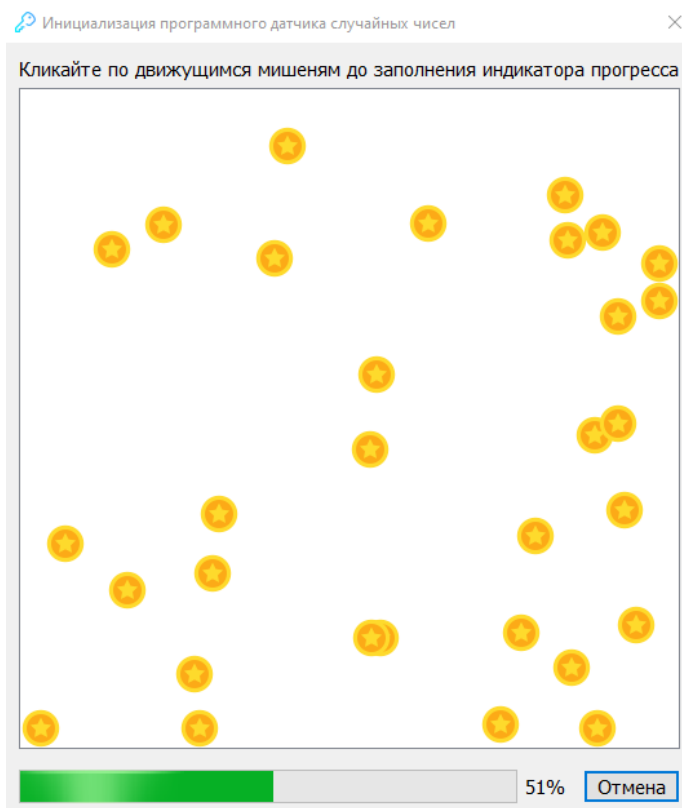 Инициализация программного датчика случайных чисел
Кликайте по движущимся мишеням до заполнения индикатора прогресса
51%
Отмена